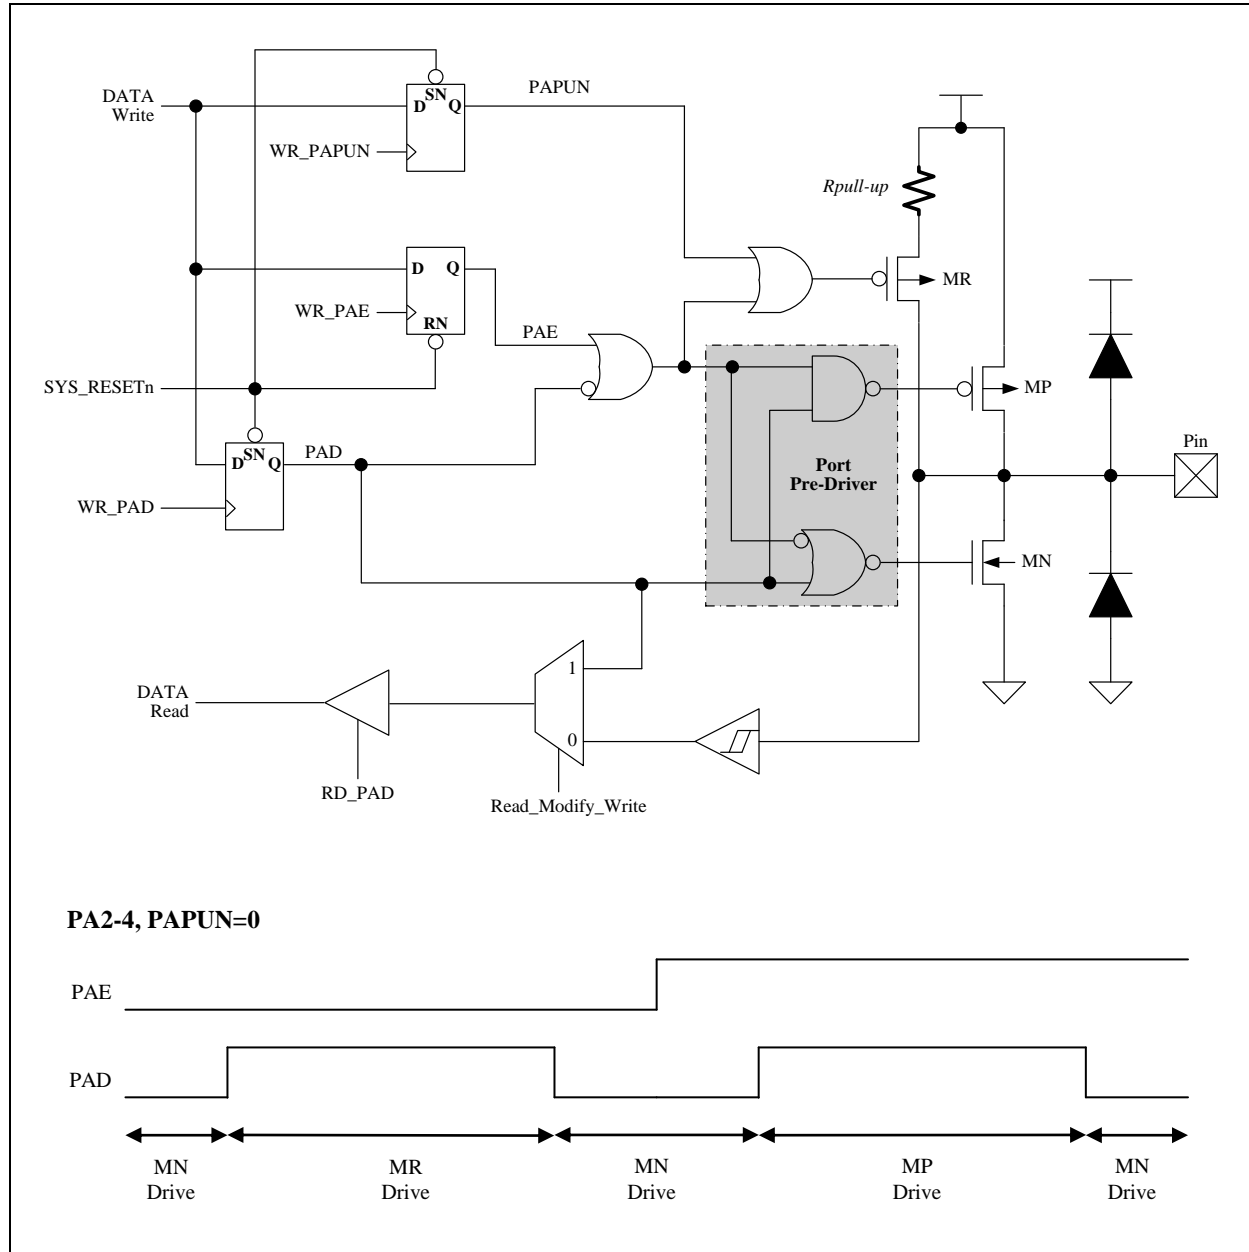 DATA
Write
SN
D
Q
PAPUN
WR_PAPUN
Rpull-up
D
Q
MR
WR_PAE
RN
PAE
SYS_RESETn
MP
SN
D
Q
PAD
Port
Pre-Driver
Pin
WR_PAD
MN
1
DATA
Read
0
RD_PAD
Read_Modify_Write
PA2-4, PAPUN=0
PAE
PAD
MN
Drive
MR
Drive
MN
Drive
MP
Drive
MN
Drive